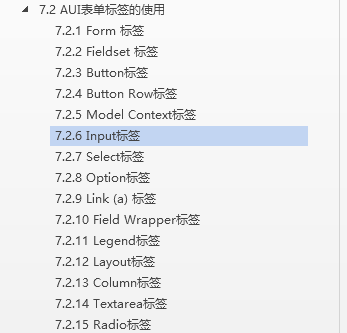 7.2 AUI表单标签的使用
7.2.1 Form 标签
7.2.2 Fieldset 标签
7.2.3 Button标签
7.2.4 Button Row标签
7.2.5 Model Context标签
7.2.6 Input标签
7.2.7 Select标签
7.2.8 Option标签
7.2.9 Link (a) 标签
7.2.10 Field Wrapper标签
7.2.11 Legend标签
7.2.12 Layout标签
7.2.13 Column标签
7.2.14 Textarea标签
7.2.15 Radio标签